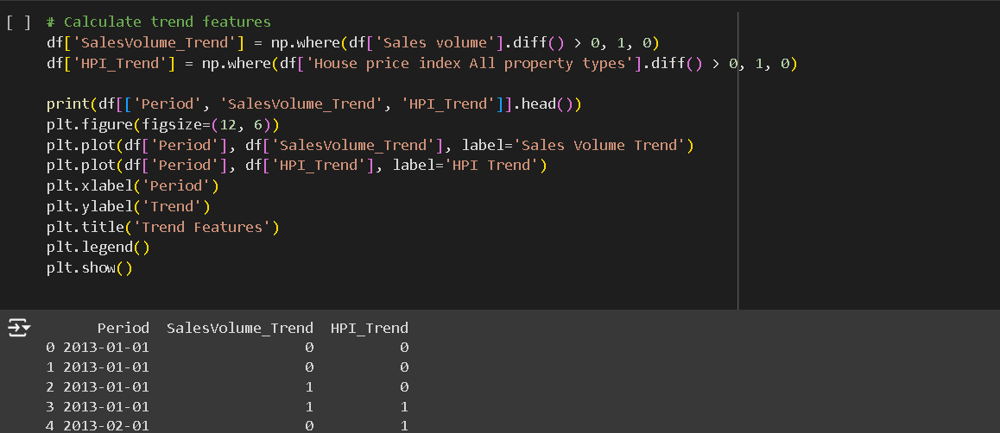 [ ] # Calculate trend features
df['SalesVolume_Trend'] = np.where(df['Sales volume'].diff() > 0, 1, 0)
df['HPI_Trend'] = np.where(df['House price index All property types'].diff() > 0, 1, 0)
print(df[['Period', 'SalesVolume_Trend', 'HPI_Trend']].head())
plt.figure(figsize=(12, 6))
plt.plot(df['Period'], df['SalesVolume_Trend'], label='Sales Volume Trend')
plt.plot(df['Period'], df['HPI_Trend'], label='HPI Trend')
plt.xlabel('Period')
plt.ylabel('Trend')
plt.title('Trend Features')
plt.legend()
plt.show()
Period SalesVolume_Trend HPI_Trend
0 2013-01-01 0 0
1 2013-01-01 0 0
2 2013-01-01 1 0
3 2013-01-01 1 1
4 2013-02-01 0 1